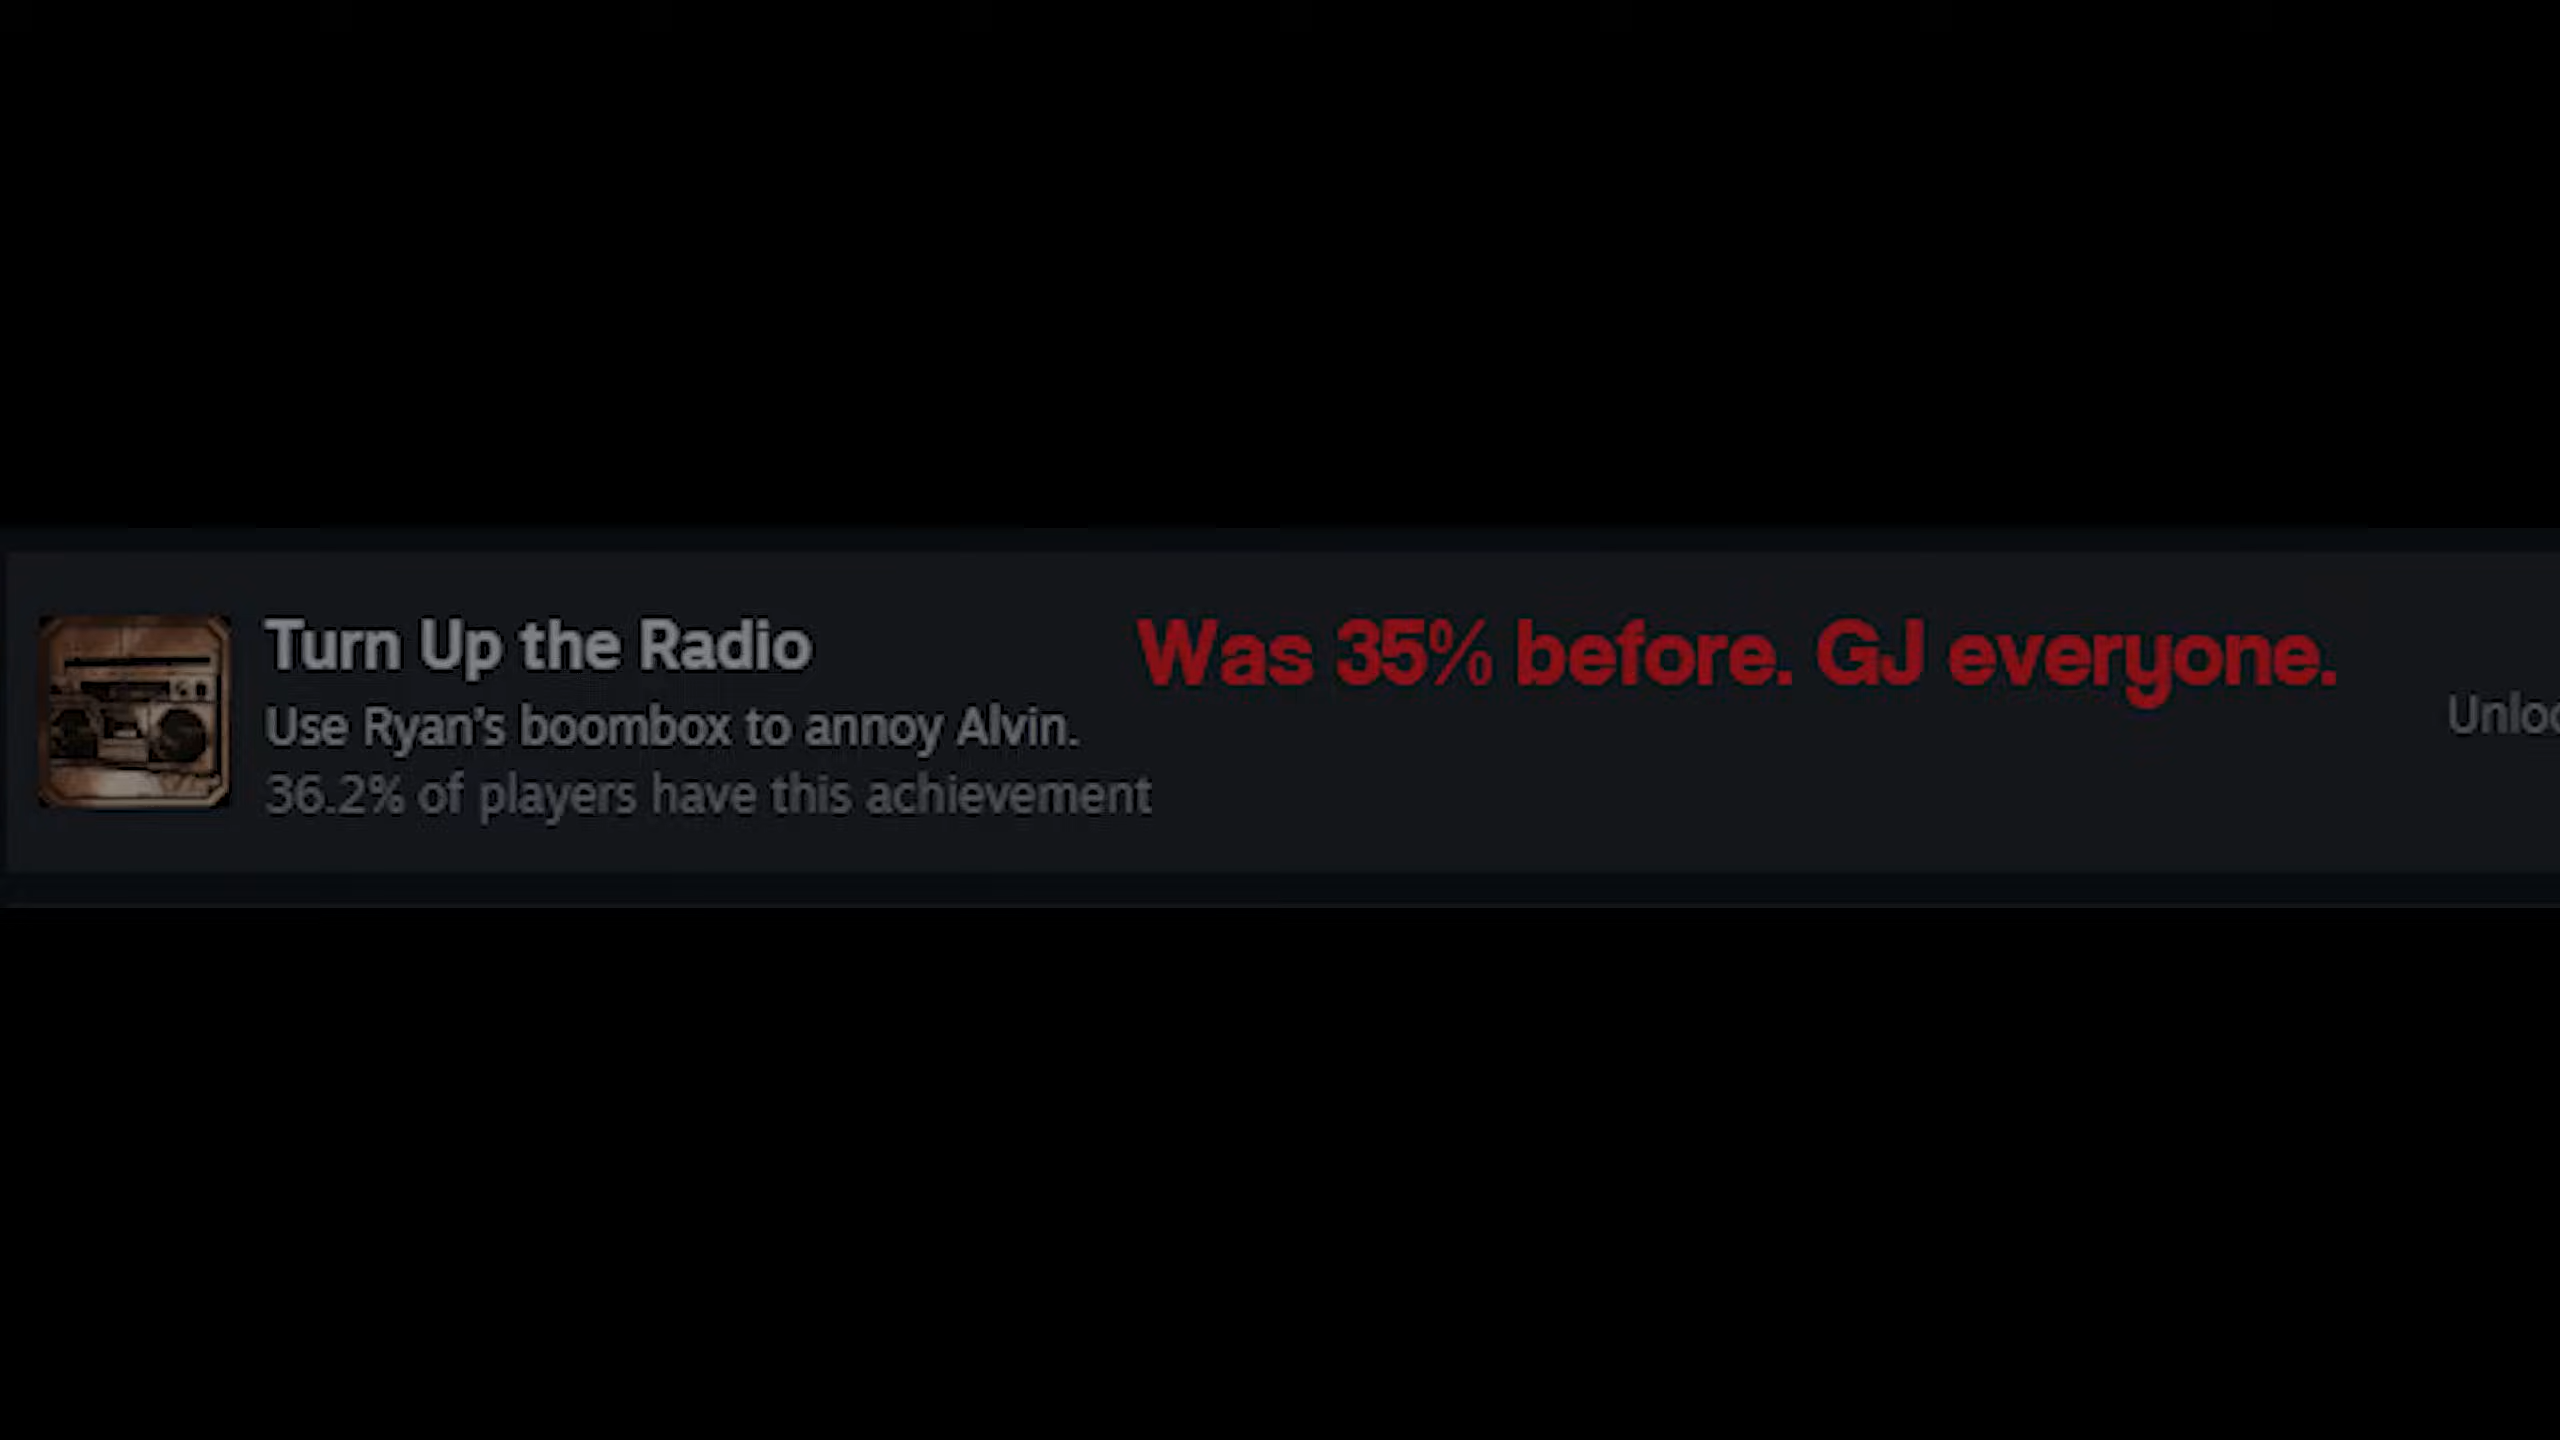 Turn Up the Radio
Was 35% before. GJ everyone.
Use Ryan's boombox to annoy Alvin.
36.2% of players have this achievement